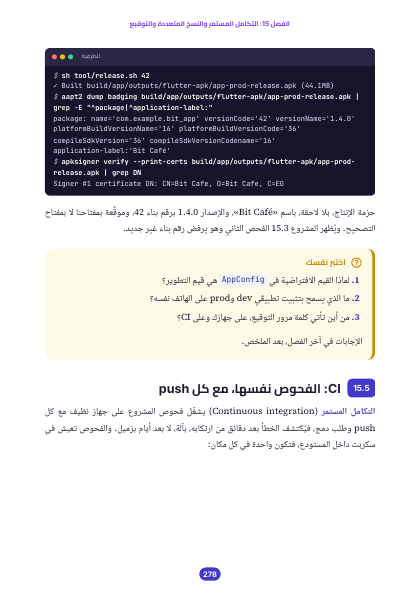 الفصل 15: التكامل المستمر والنسخ المتعددة والتوقيع
الطرفية
$ sh tool/release.sh 42
✓ Built build/app/outputs/flutter-apk/app-prod-release.apk (44.1MB)
$ aapt2 dump badging build/app/outputs/flutter-apk/app-prod-release.apk |
grep -E "^package|^application-label:"
package: name='com.example.bit_app' versionCode='42' versionName='1.4.0'
platformBuildVersionName='16' platformBuildVersionCode='36'
compileSdkVersion='36' compileSdkVersionCodename='16'
application-label:'Bit Café'
$ apksigner verify --print-certs build/app/outputs/flutter-apk/app-prod-
release.apk | grep DN
Signer #1 certificate DN: CN=Bit Cafe, O=Bit Cafe, C=EG
حزمة الإنتاج، بلا لاحقة، باسم «Bit Café»، والإصدار 1.4.0 برقم بناء 42، وموقَّعة بمفتاحنا لا بمفتاح
التصحيح. ويُظهر المشروع 15.3 الفحص الثاني وهو يرفض رقم بناء غير جديد.
اختبر نفسك
1. لماذا القيم الافتراضية في AppConfig هي قيم التطوير؟
2. ما الذي يسمح بتثبيت تطبيقَي dev وprod على الهاتف نفسه؟
3. من أين تأتي كلمة مرور التوقيع، على جهازك وعلى CI؟
الإجابات في آخر الفصل، بعد الملخص.
15.5 CI: الفحوص نفسها، مع كل push
التكامل المستمر (Continuous integration) يشغّل فحوص المشروع على جهاز نظيف مع كل
push وطلب دمج، فيُكتشف الخطأ بعد دقائق من ارتكابه، بآلة، لا بعد أيام بزميل. والفحوص تعيش في
سكربت داخل المستودع، فتكون واحدة في كل مكان:
278